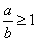 a/b ≥ 1